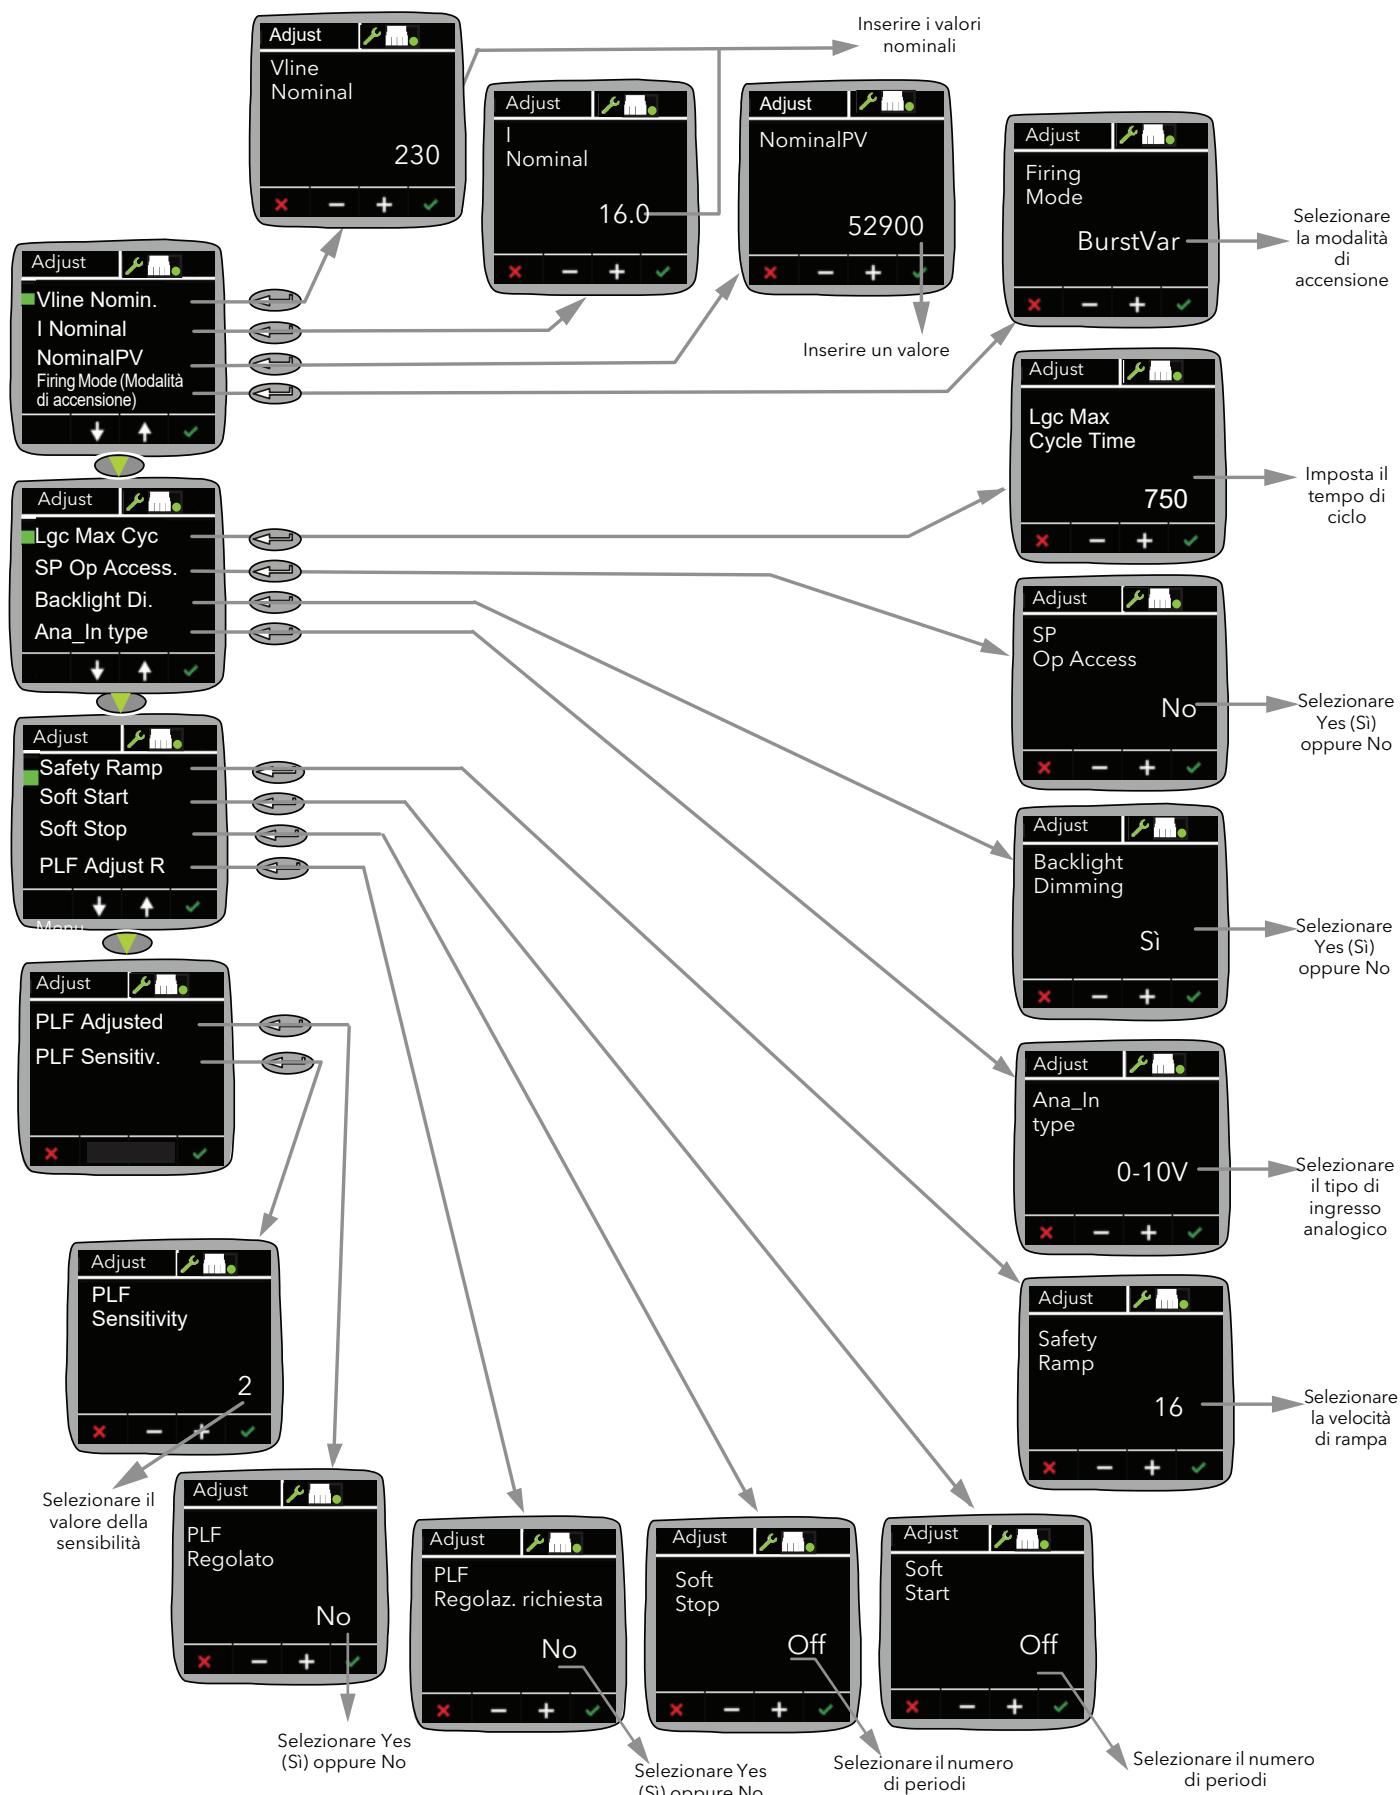 Adjust
Vline
Nominal
230
Inserire i valori
nominali
Adjust
I
Nominal
16.0
Adjust
NominalPV
52900
Inserire un valore
Adjust
Firing
Mode
BurstVar
Selezionare
la modalità
di
accensione
Adjust
Vline Nomin.
I Nominal
NominalPV
Firing Mode (Modalità
di accensione)
Adjust
Lgc Max
Cycle Time
750
Imposta il
tempo di
ciclo
Adjust
Lgc Max Cyc
SP Op Access.
Backlight Di.
Ana_In type
Adjust
SP
Op Access
No
Selezionare
Yes (Sì)
oppure No
Adjust
Safety Ramp
Soft Start
Soft Stop
PLF Adjust R
Menu
Adjust
Backlight
Dimming
Sì
Selezionare
Yes (Sì)
oppure No
Adjust
PLF Adjusted
PLF Sensitiv.
Adjust
Ana_In
type
0-10V
Selezionare
il tipo di
ingresso
analogico
Adjust
PLF
Sensitivity
2
Selezionare il
valore della
sensibilità
Adjust
Safety
Ramp
16
Selezionare
la velocità
di rampa
Adjust
PLF
Regolato
No
Selezionare Yes
(Sì) oppure No
Adjust
PLF
Regolaz. richiesta
No
Selezionare Yes
(Sì) oppure No
Adjust
Soft
Stop
Off
Selezionare il numero
di periodi
Adjust
Soft
Start
Off
Selezionare il numero
di periodi